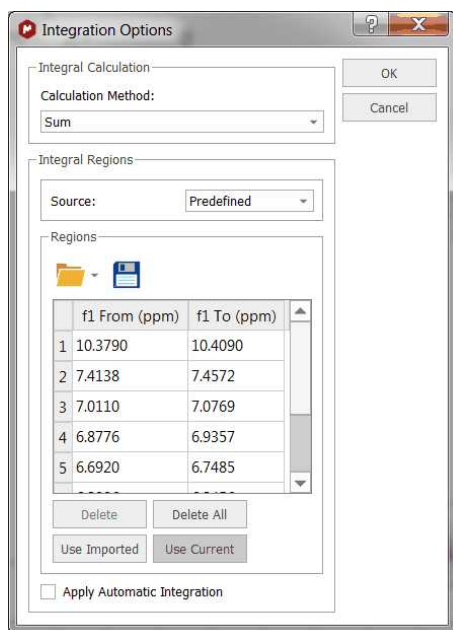 Integration Options
Integral Calculation
OK
Calculation Method:
Cancel
Sum
Integral Regions
Source: Predefined
Regions
f1 From (ppm) f1 To (ppm)
1 10.3790 10.4090
2 7.4138 7.4572
3 7.0110 7.0769
4 6.8776 6.9357
5 6.6920 6.7485
Delete Delete All
Use Imported Use Current
Apply Automatic Integration